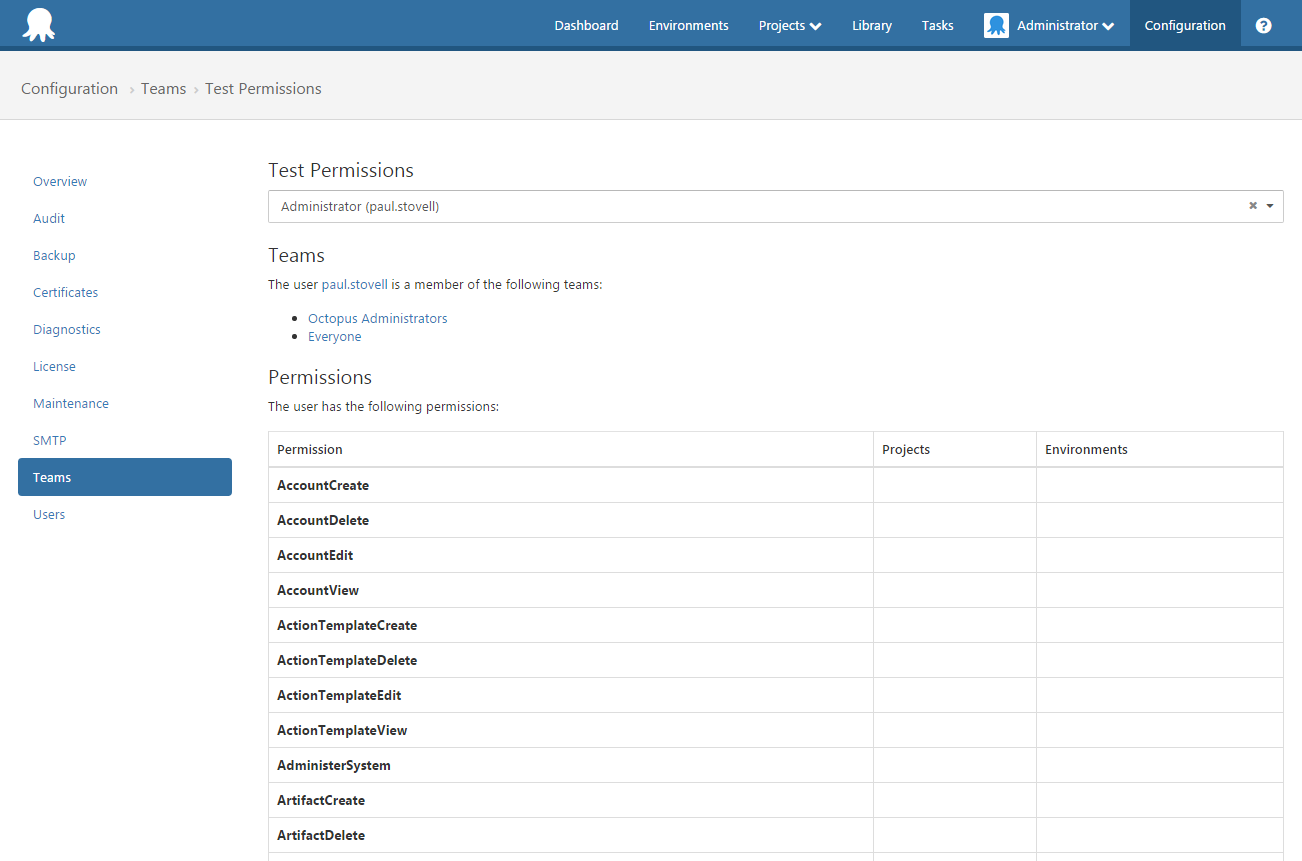 Dashboard Environments Projects Library Tasks Administrator Configuration ?
Configuration › Teams › Test Permissions
Overview
Audit
Backup
Certificates
Diagnostics
License
Maintenance
SMTP
Teams
Users
Test Permissions
Administrator (paul.stovell)
Teams
The user paul.stovell is a member of the following teams:
Octopus Administrators
Everyone
Permissions
The user has the following permissions:
Permission Projects Environments
AccountCreate
AccountDelete
AccountEdit
AccountView
ActionTemplateCreate
ActionTemplateDelete
ActionTemplateEdit
ActionTemplateView
AdministerSystem
ArtifactCreate
ArtifactDelete